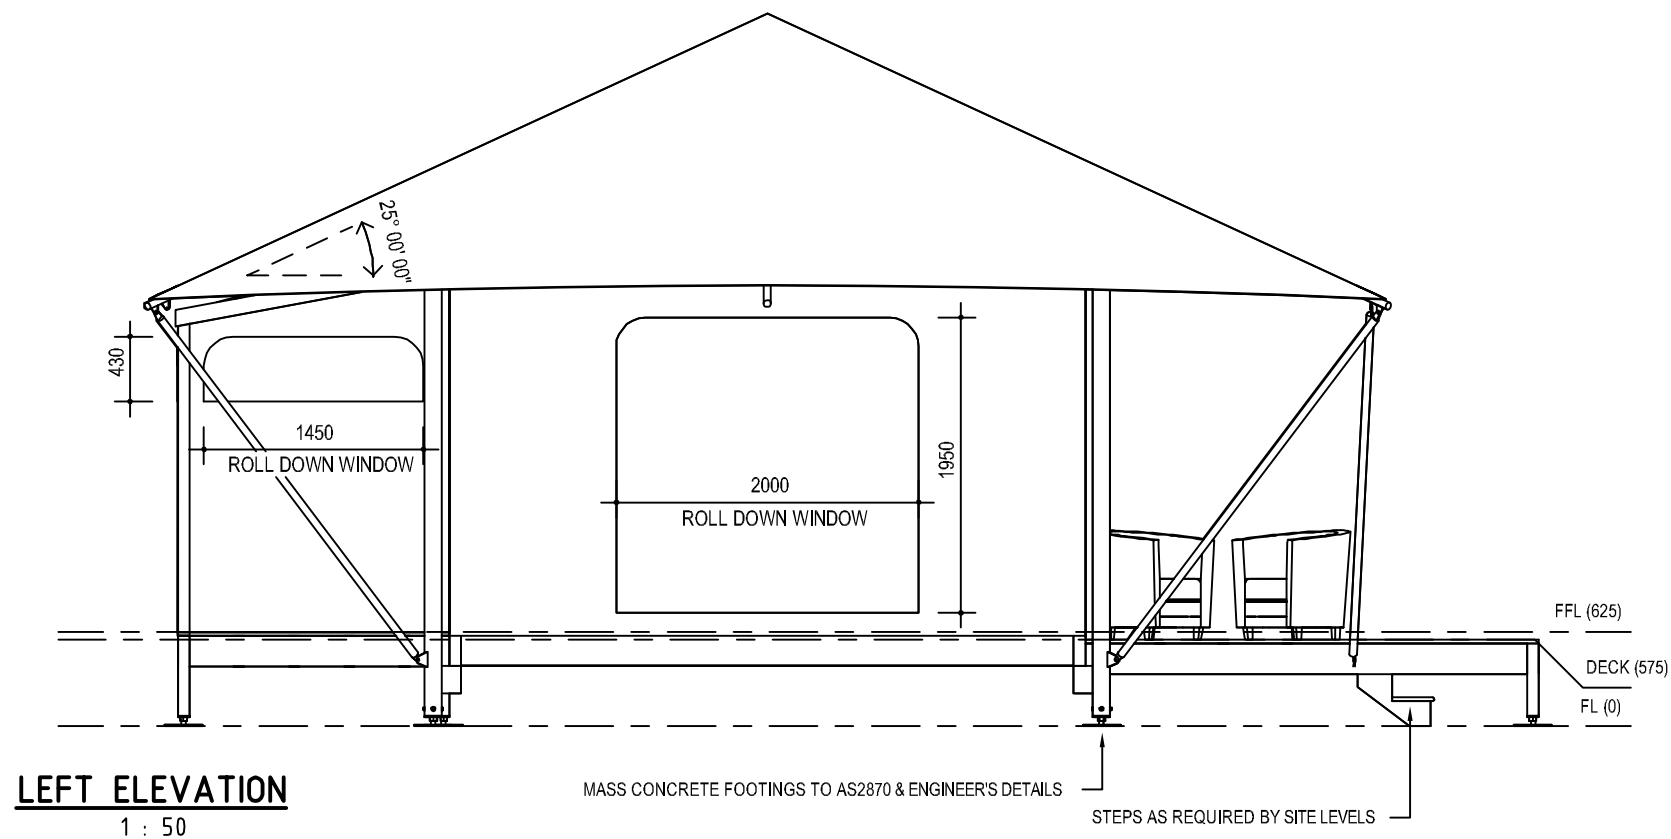 25° 00' 00"
430
1450
ROLL DOWN WINDOW
2000
ROLL DOWN WINDOW
1950
FFL (625)
DECK (575)
FL (0)
MASS CONCRETE FOOTINGS TO AS2870 & ENGINEER'S DETAILS
STEPS AS REQUIRED BY SITE LEVELS
LEFT ELEVATION
1 : 50